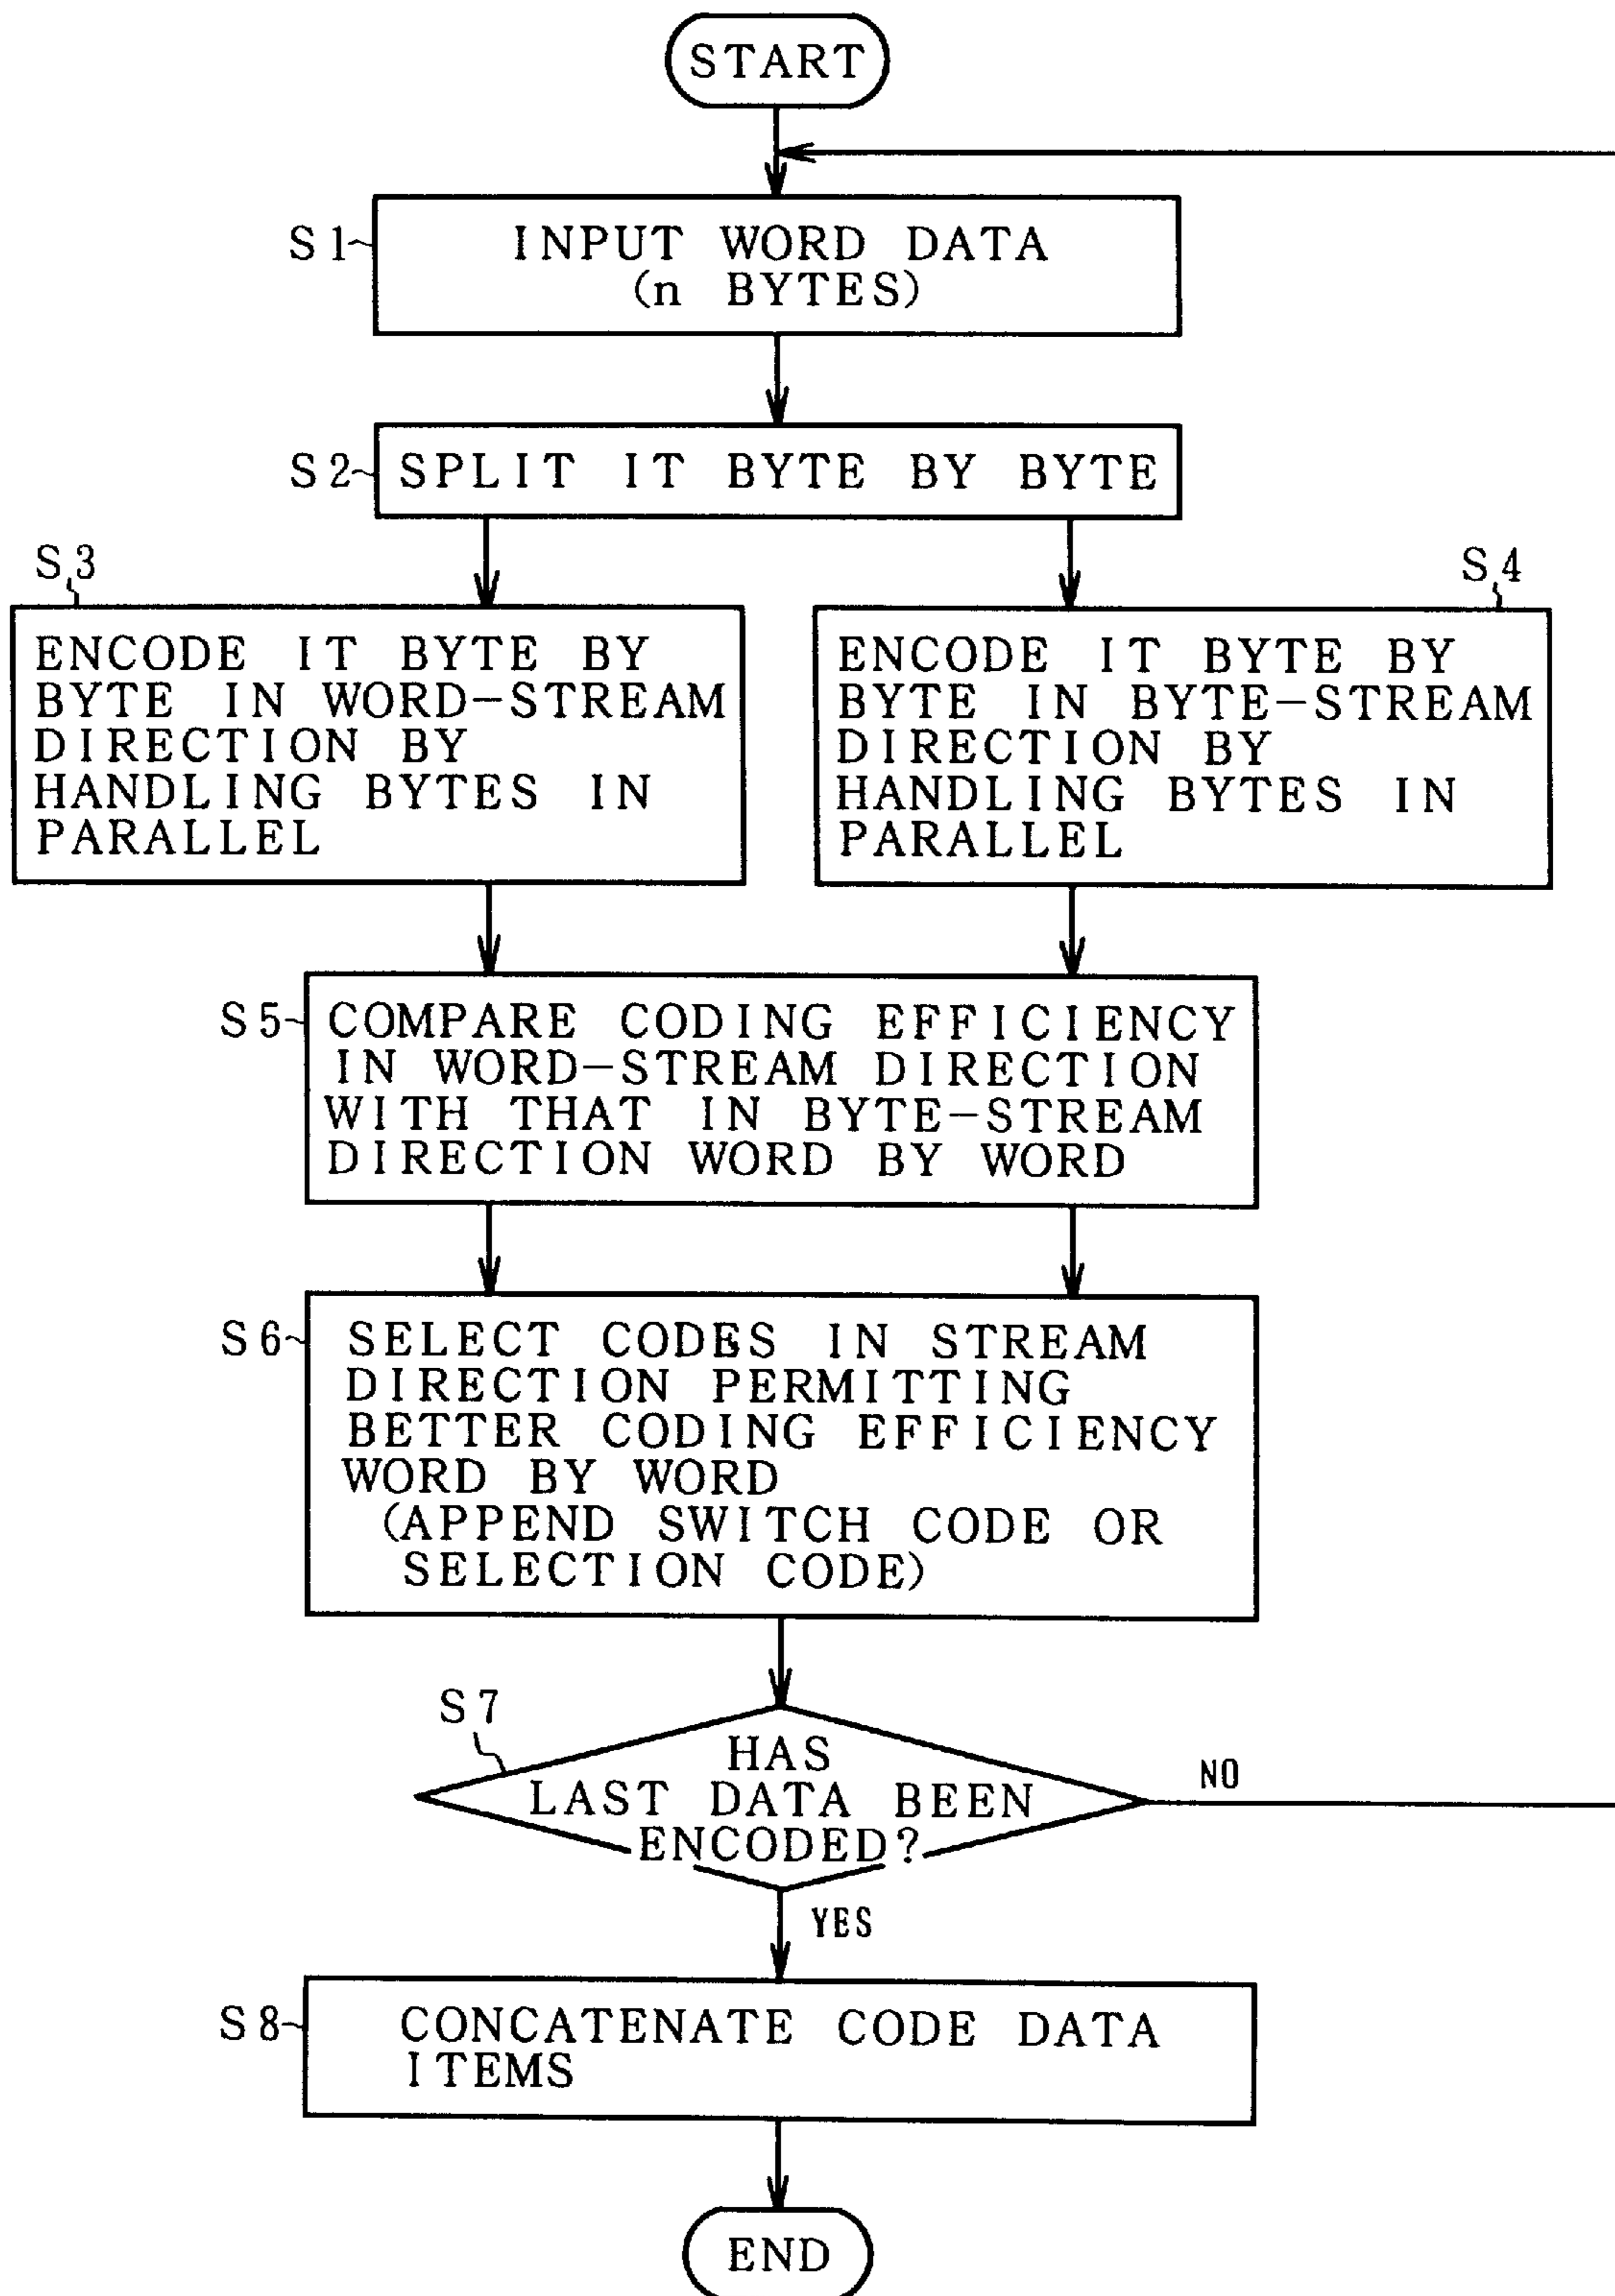 START
S1
INPUT WORD DATA
(n BYTES)
S2
SPLIT IT BYTE BY BYTE
S3
ENCODE IT BYTE BY
BYTE IN WORD-STREAM
DIRECTION BY
HANDLING BYTES IN
PARALLEL
S4
ENCODE IT BYTE BY
BYTE IN BYTE-STREAM
DIRECTION BY
HANDLING BYTES IN
PARALLEL
S5
COMPARE CODING EFFICIENCY
IN WORD-STREAM DIRECTION
WITH THAT IN BYTE-STREAM
DIRECTION WORD BY WORD
S6
SELECT CODES IN STREAM
DIRECTION PERMITTING
BETTER CODING EFFICIENCY
WORD BY WORD
(APPEND SWITCH CODE OR
SELECTION CODE)
S7
HAS
LAST DATA BEEN
ENCODED?
NO
YES
S8
CONCATENATE CODE DATA
ITEMS
END